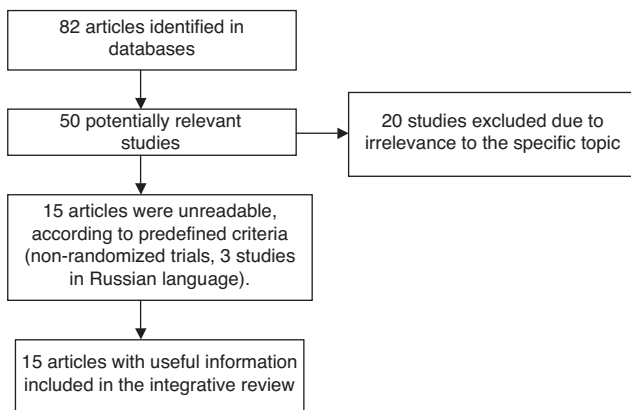 82 articles identified in
databases
50 potentially relevant
studies
20 studies excluded due to
irrelevance to the specific topic
15 articles were unreadable,
according to predefined criteria
(non-randomized trials, 3 studies
in Russian language).
15 articles with useful information
included in the integrative review